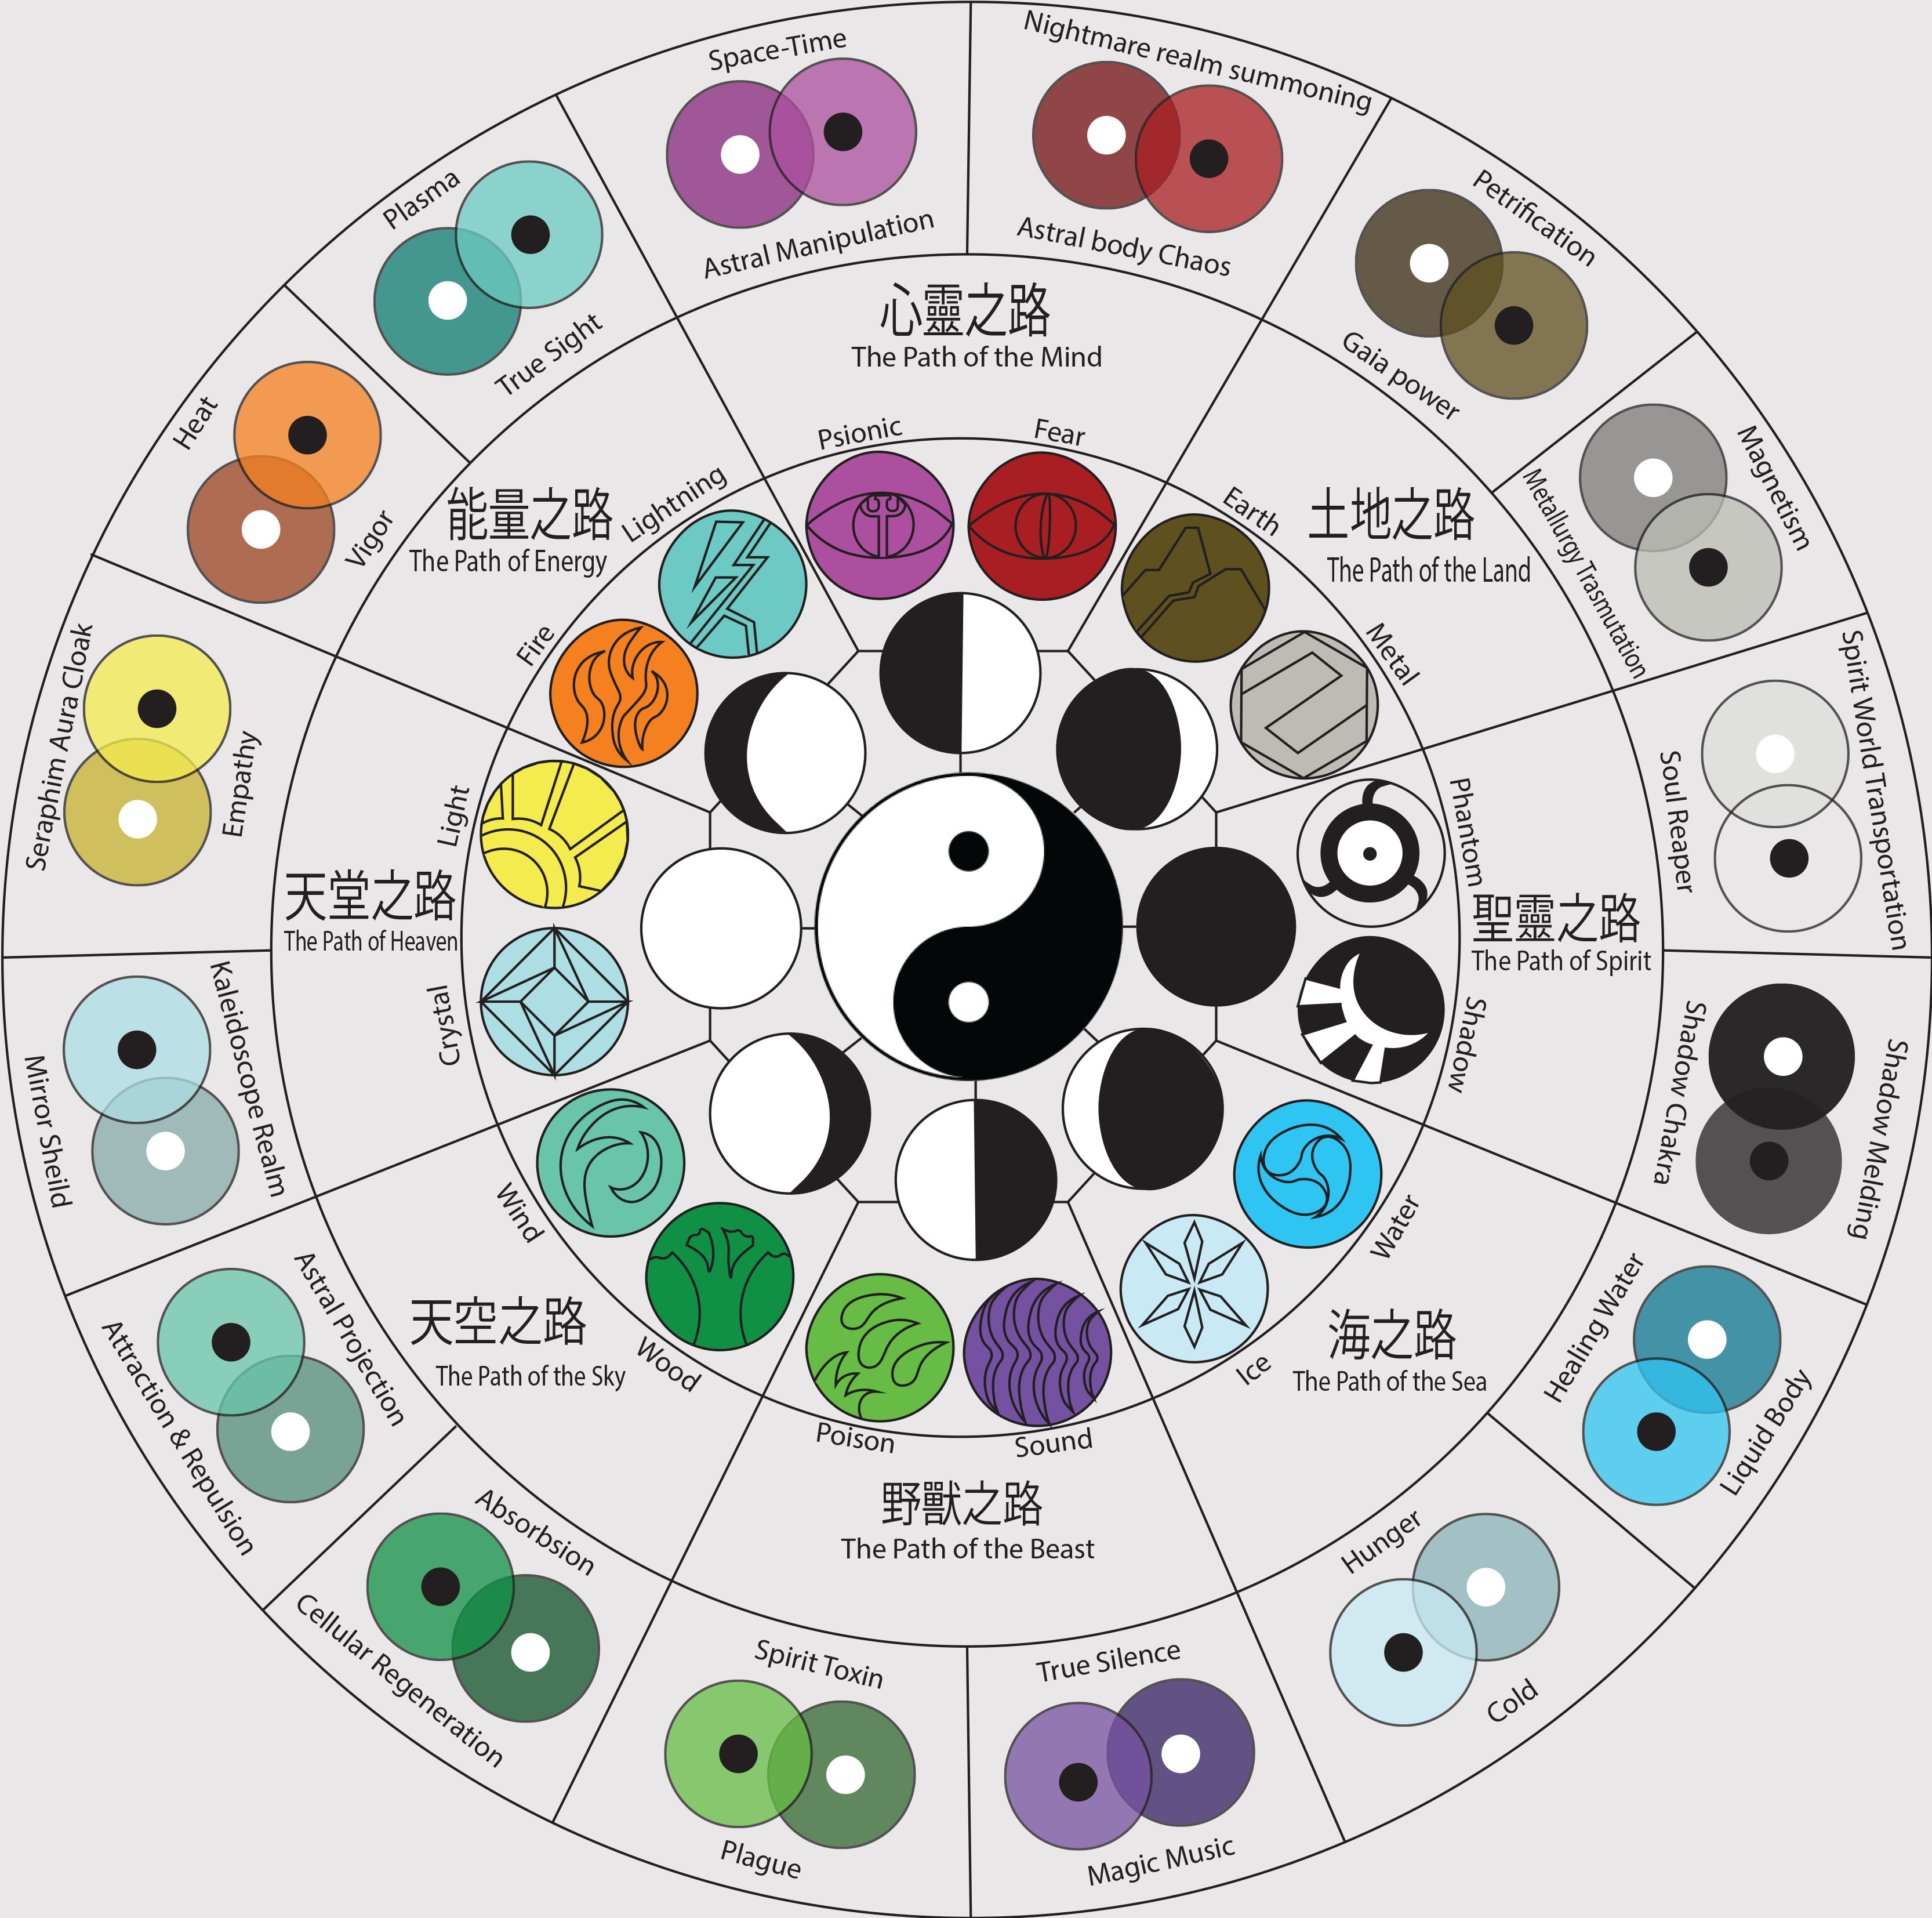 Space-Time
Astral Manipulation
Nightmare realm summoning
Astral body Chaos
Petrification
Gaia power
Magnetism
Metallurgy Trasmutation
Spirit World Transportation
Soul Reaper
Shadow Chakra
Shadow Melding
Healing Water
Liquid Body
Hunger
Cold
True Silence
Magic Music
Spirit Toxin
Plague
Absorbsion
Cellular Regeneration
Astral Projection
Attraction & Repulsion
Kaleidoscope Realm
Mirror Sheild
Seraphim Aura Cloak
Empathy
Heat
Vigor
Plasma
True Sight
心靈之路
The Path of the Mind
Psionic
Fear
土地之路
The Path of the Land
Earth
Metal
聖靈之路
The Path of Spirit
Phantom
Shadow
海之路
The Path of the Sea
Water
Ice
野獸之路
The Path of the Beast
Sound
Poison
天空之路
The Path of the Sky
Wood
Wind
天堂之路
The Path of Heaven
Crystal
Light
能量之路
The Path of Energy
Fire
Lightning